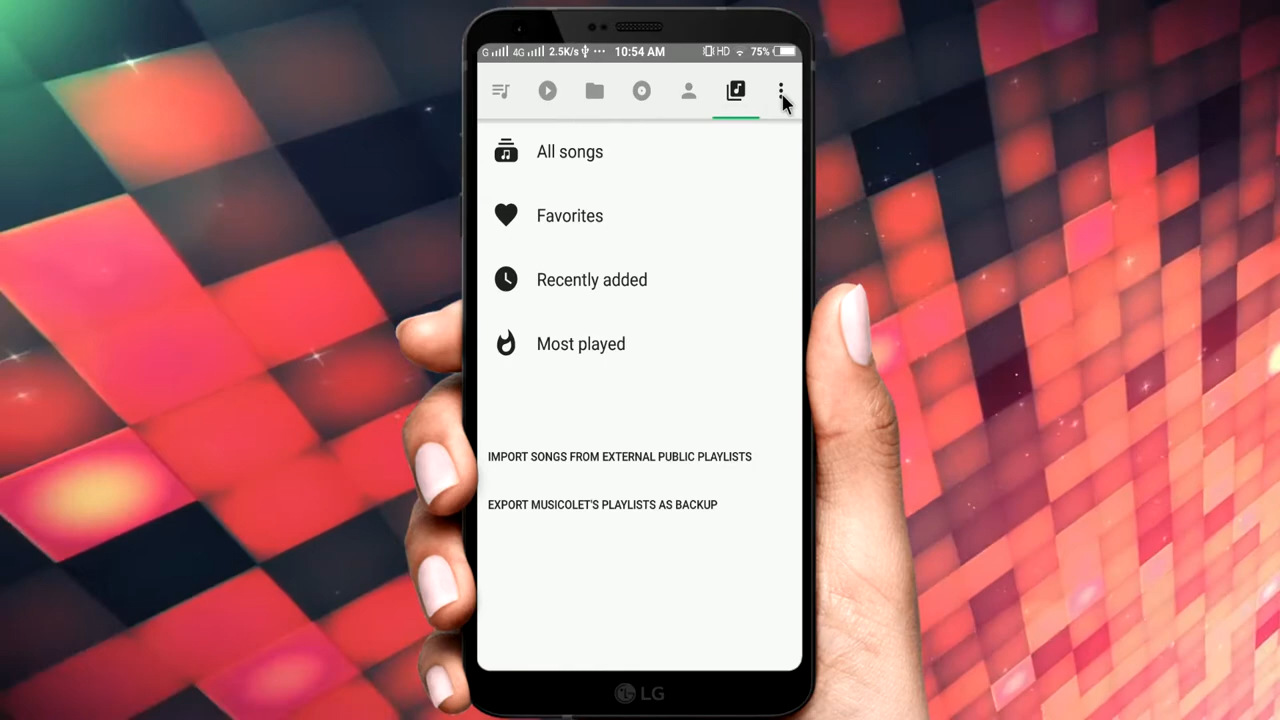 G 4G 2.5K/s ... 10:54 AM HD 75%
All songs
Favorites
Recently added
Most played
IMPORT SONGS FROM EXTERNAL PUBLIC PLAYLISTS
EXPORT MUSICOLET'S PLAYLISTS AS BACKUP
LG